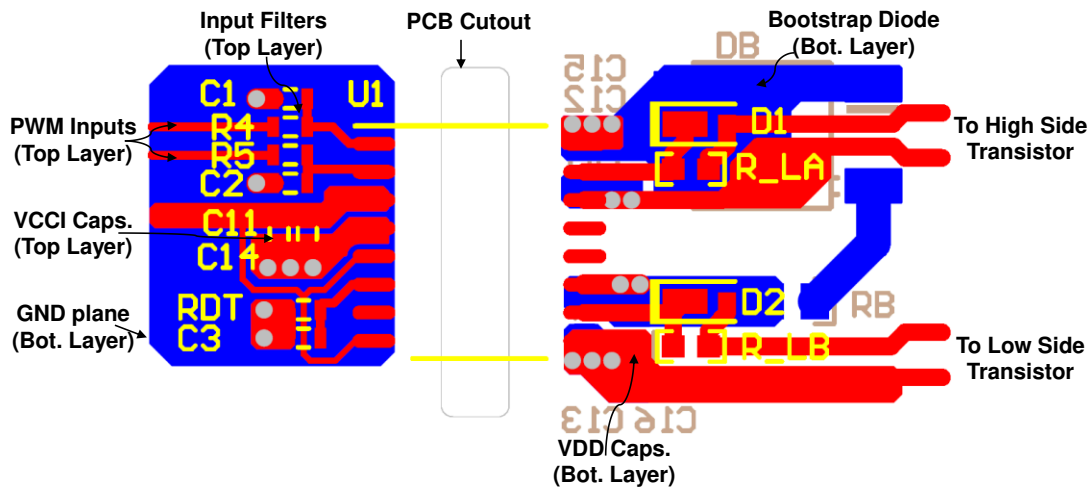 Input Filters
(Top Layer)
PCB Cutout
Bootstrap Diode
(Bot. Layer)
DB
C15
C12
C1
U1
PWM Inputs
(Top Layer)
R4
R5
C2
D1
R_LA
To High Side
Transistor
VCCI Caps.
(Top Layer)
C11
C14
GND plane
(Bot. Layer)
RDT
C3
D2
RB
R_LB
To Low Side
Transistor
C13
C16
VDD Caps.
(Bot. Layer)